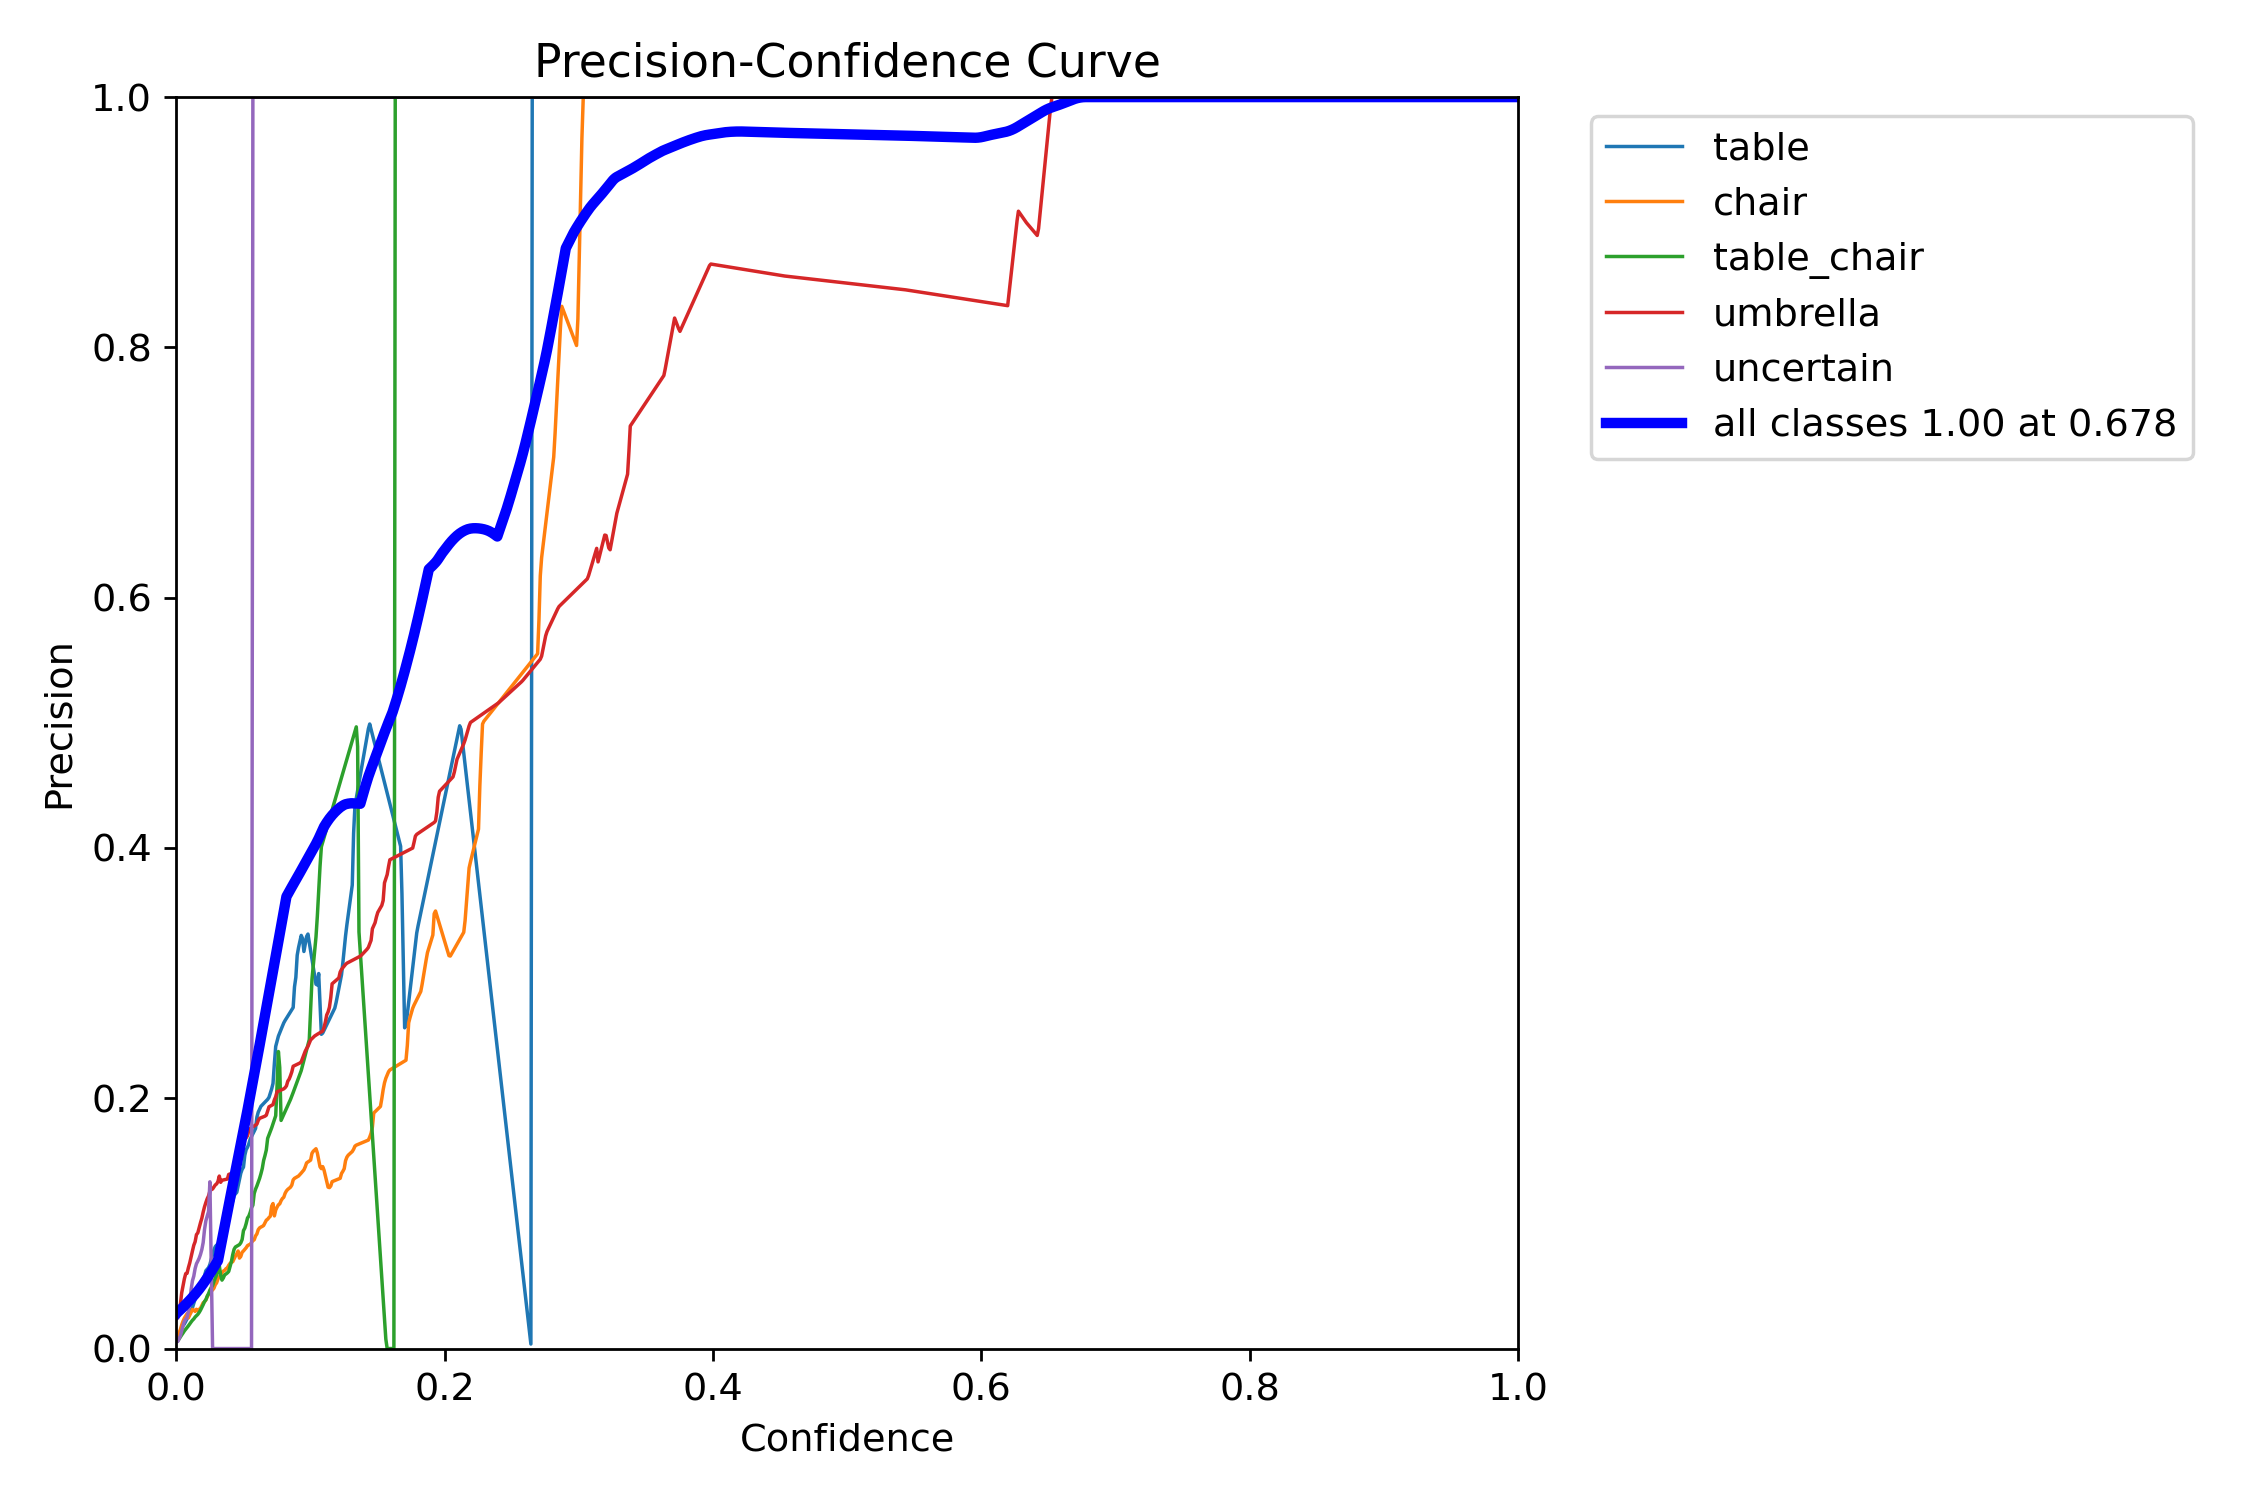 Precision-Confidence Curve
1.0
0.8
0.6
0.4
0.2
0.0
Precision
0.0 0.2 0.4 0.6 0.8 1.0
Confidence
table
chair
table_chair
umbrella
uncertain
all classes 1.00 at 0.678